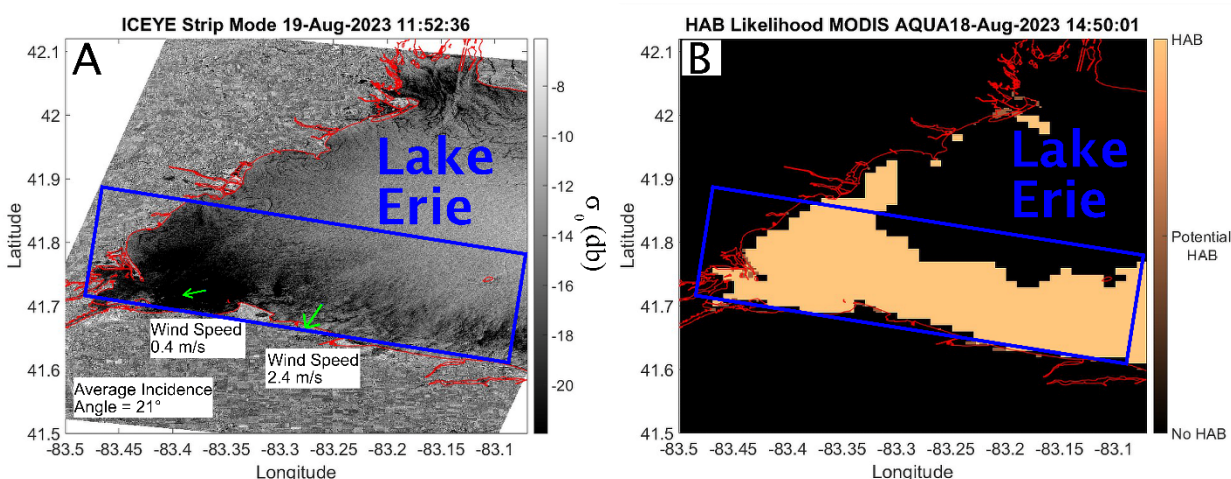 ICEYE Strip Mode 19-Aug-2023 11:52:36
A
Lake
Erie
Wind Speed
0.4 m/s
Wind Speed
2.4 m/s
Average Incidence
Angle = 21°
42.1
42
41.9
41.8
41.7
41.6
41.5
Latitude
-83.5 -83.45 -83.4 -83.35 -83.3 -83.25 -83.2 -83.15 -83.1
Longitude
-8
-10
-12
-14
-16
-18
-20
σ0 (db)
HAB Likelihood MODIS AQUA18-Aug-2023 14:50:01
B
Lake
Erie
42.1
42
41.9
41.8
41.7
41.6
41.5
Latitude
-83.5 -83.45 -83.4 -83.35 -83.3 -83.25 -83.2 -83.15 -83.1
Longitude
HAB
Potential
HAB
No HAB